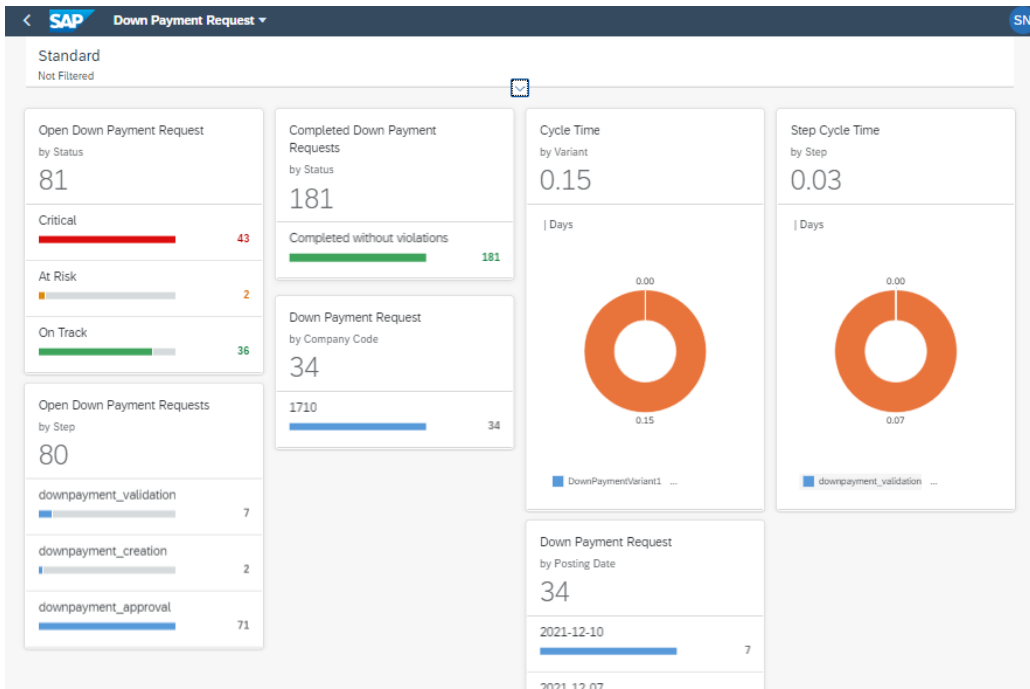 SAP
Down Payment Request
SN
Standard
Not Filtered
Open Down Payment Request
by Status
81
Critical
43
At Risk
2
On Track
36
Open Down Payment Requests
by Step
80
downpayment_validation
7
downpayment_creation
2
downpayment_approval
71
Completed Down Payment
Requests
by Status
181
Completed without violations
181
Down Payment Request
by Company Code
34
1710
34
Cycle Time
by Variant
0.15
| Days
0.00
0.15
DownPaymentVariant1 ...
Down Payment Request
by Posting Date
34
2021-12-10
7
2021-12-07
Step Cycle Time
by Step
0.03
| Days
0.00
0.07
downpayment_validation ...